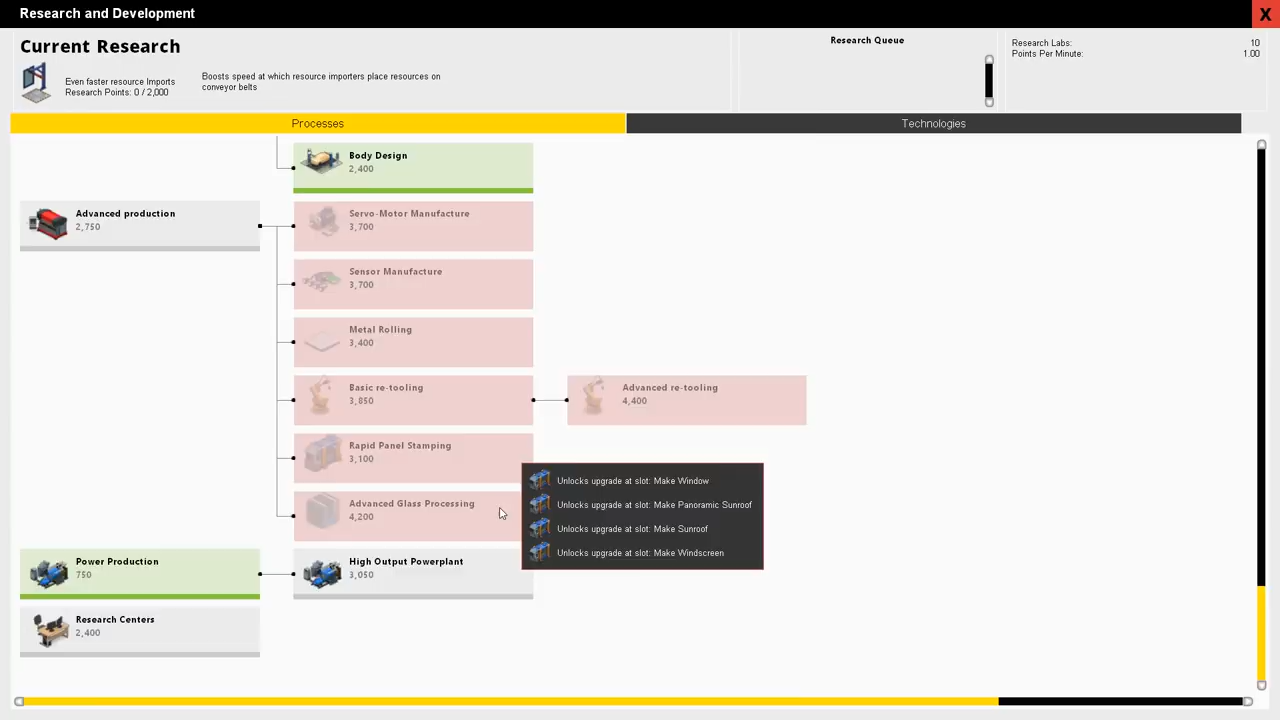 Research and Development
X
Current Research
Even faster resource Imports
Research Points: 0 / 2,000
Boosts speed at which resource importers place resources on
conveyor belts
Research Queue
Research Labs: 10
Points Per Minute: 1.00
Processes
Technologies
Body Design
2,400
Advanced production
2,750
Servo-Motor Manufacture
3,700
Sensor Manufacture
3,700
Metal Rolling
3,400
Basic re-tooling
3,850
Advanced re-tooling
4,400
Rapid Panel Stamping
3,100
Advanced Glass Processing
4,200
Unlocks upgrade at slot: Make Window
Unlocks upgrade at slot: Make Panoramic Sunroof
Unlocks upgrade at slot: Make Sunroof
Unlocks upgrade at slot: Make Windscreen
Power Production
750
High Output Powerplant
3,050
Research Centers
2,400